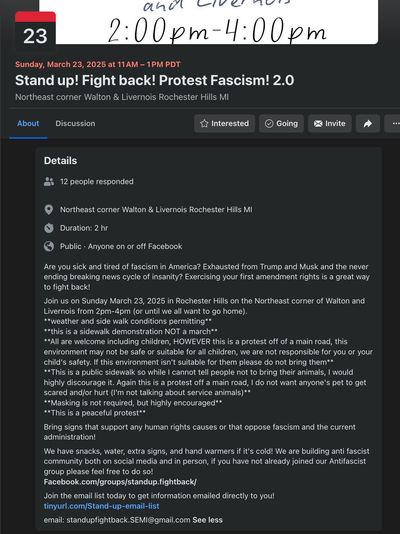 and Livernois
2:00pm-4:00pm
23
Sunday, March 23, 2025 at 11 AM – 1 PM PDT
Stand up! Fight back! Protest Fascism! 2.0
Northeast corner Walton & Livernois Rochester Hills MI
About Discussion Interested Going Invite
Details
12 people responded
Northeast corner Walton & Livernois Rochester Hills MI
Duration: 2 hr
Public · Anyone on or off Facebook
Are you sick and tired of fascism in America? Exhausted from Trump and Musk and the never
ending breaking news cycle of insanity? Exercising your first amendment rights is a great way
to fight back!
Join us on Sunday March 23, 2025 in Rochester Hills on the Northeast corner of Walton and
Livernois from 2pm-4pm (or until we all want to go home).
**weather and side walk conditions permitting**
**this is a sidewalk demonstration NOT a march**
**All are welcome including children, HOWEVER this is a protest off of a main road, this
environment may not be safe or suitable for all children, we are not responsible for you or your
child's safety. If this environment isn't suitable for them please do not bring them**
**This is a public sidewalk so while I cannot tell people not to bring their animals, I would
highly discourage it. Again this is a protest off a main road, I do not want anyone's pet to get
scared and/or hurt (I'm not talking about service animals)**
**Masking is not required, but highly encouraged**
**This is a peaceful protest**
Bring signs that support any human rights causes or that oppose fascism and the current
administration!
We have snacks, water, extra signs, and hand warmers if it's cold! We are building anti fascist
community both on social media and in person, if you have not already joined our Antifascist
group please feel free to do so!
Facebook.com/groups/standup.fightback/
Join the email list today to get information emailed directly to you!
tinyurl.com/Stand-up-email-list
email: standupfightback.SEMI@gmail.com See less